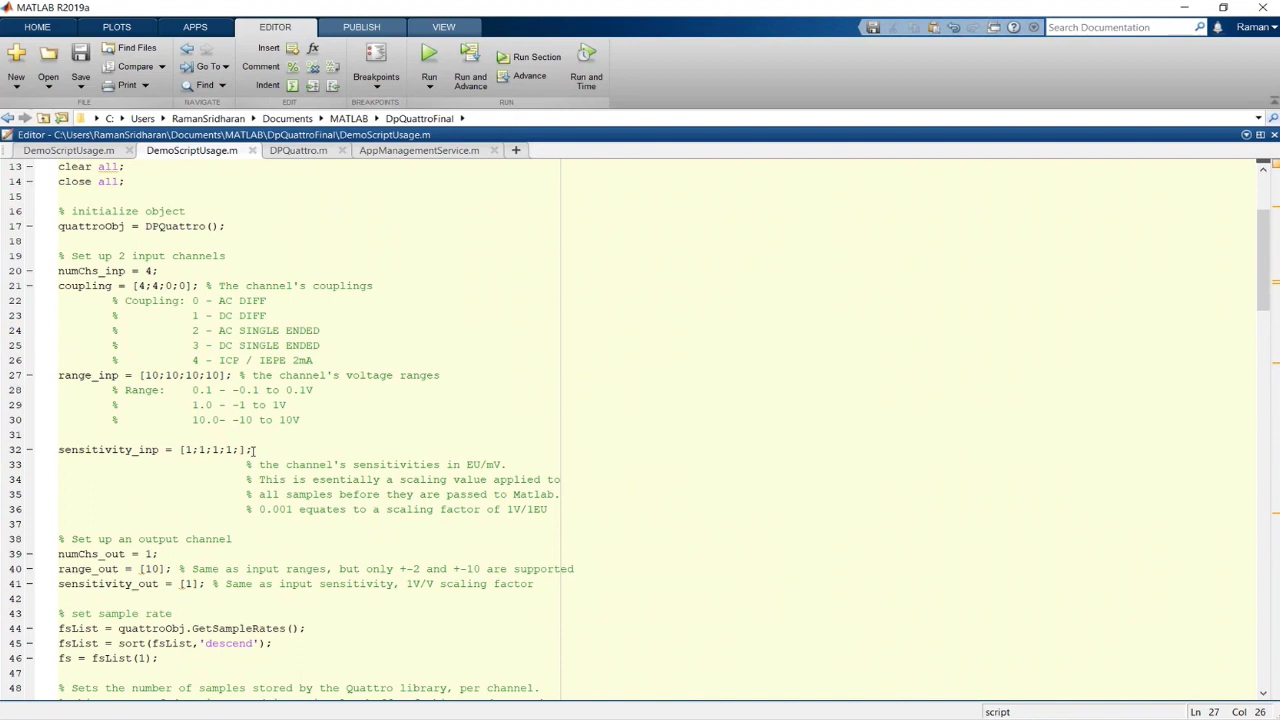 MATLAB R2019a
HOME PLOTS APPS EDITOR PUBLISH VIEW Search Documentation Raman
New Open Save Find Files Compare Print FILE
Go To Find NAVIGATE
Insert fx Comment Indent EDIT
Breakpoints BREAKPOINTS
Run Run and Advance Run Section Advance Run and Time RUN
C: Users RamanSridharan Documents MATLAB DpQuattroFinal
Editor - C:\Users\RamanSridharan\Documents\MATLAB\DpQuattroFinal\DemoScriptUsage.m
DemoScriptUsage.m DemoScriptUsage.m DPQuattro.m AppManagementService.m
13 clear all;
14 close all;
15
16 % initialize object
17 quattroObj = DPQuattro();
18
19 % Set up 2 input channels
20 numChs_inp = 4;
21 coupling = [4;4;0;0]; % The channel's couplings
22 % Coupling: 0 - AC DIFF
23 % 1 - DC DIFF
24 % 2 - AC SINGLE ENDED
25 % 3 - DC SINGLE ENDED
26 % 4 - ICP / IEPE 2mA
27 range_inp = [10;10;10;10]; % the channel's voltage ranges
28 % Range: 0.1 - -0.1 to 0.1V
29 % 1.0 - -1 to 1V
30 % 10.0- -10 to 10V
31
32 sensitivity_inp = [1;1;1;1;];
33 % the channel's sensitivities in EU/mV.
34 % This is esentially a scaling value applied to
35 % all samples before they are passed to Matlab.
36 % 0.001 equates to a scaling factor of 1V/1EU
37
38 % Set up an output channel
39 numChs_out = 1;
40 range_out = [10]; % Same as input ranges, but only +-2 and +-10 are supported
41 sensitivity_out = [1]; % Same as input sensitivity, 1V/V scaling factor
42
43 % set sample rate
44 fsList = quattroObj.GetSampleRates();
45 fsList = sort(fsList,'descend');
46 fs = fsList(1);
47
48 % Sets the number of samples stored by the Quattro library, per channel.
script Ln 27 Col 26